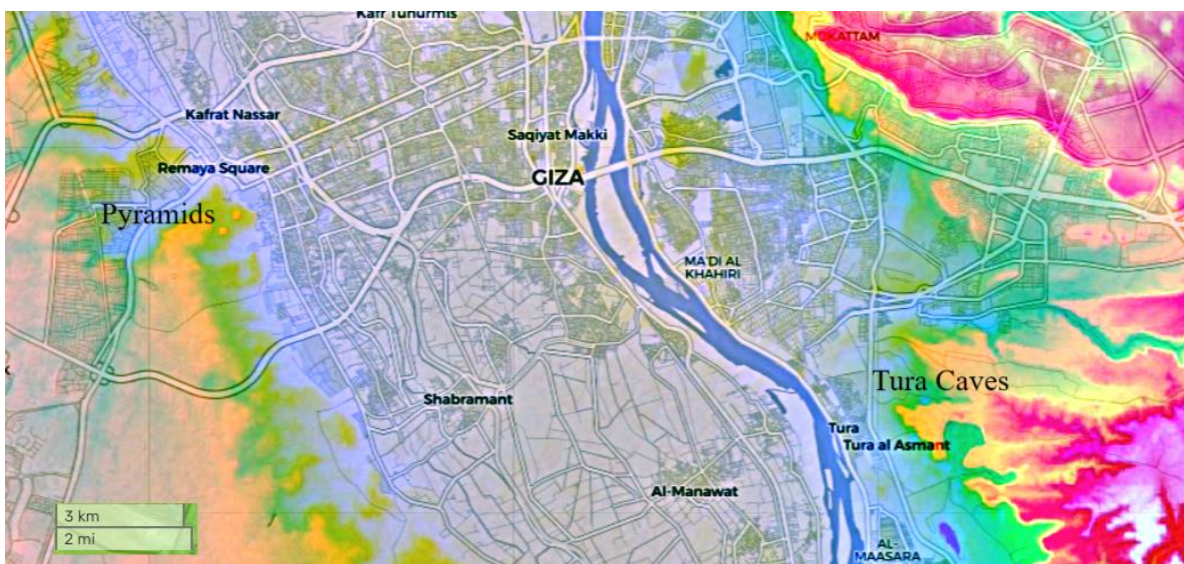 Kafr Tuhurmis
MOKATTAM
Kafrat Nassar
Saqiyat Makki
Remaya Square
GIZA
Pyramids
MA'DI AL
KHAHIRI
Tura Caves
Shabramant
Tura
Tura al Asmant
Al-Manawat
3 km
2 mi
AL-
MAASARA